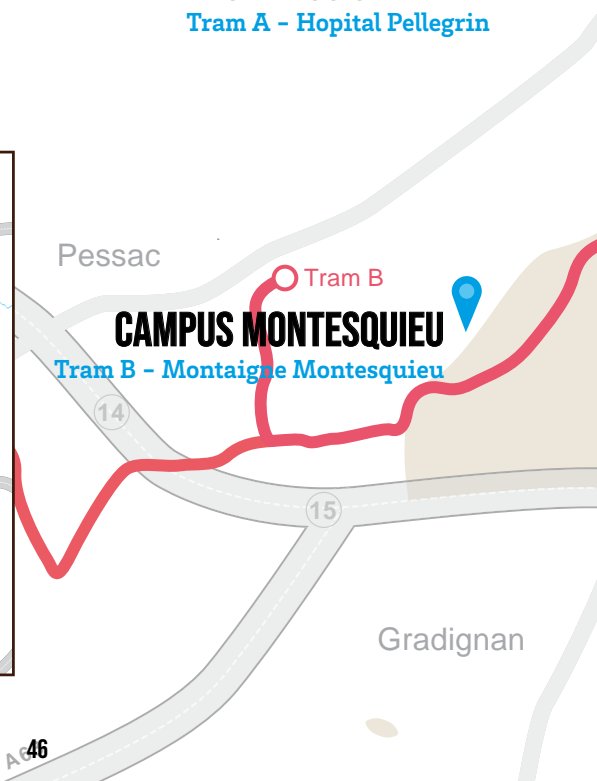 Tram A – Hopital Pellegrin
Pessac
Tram B
CAMPUS MONTESQUIEU
Tram B – Montaigne Montesquieu
14
15
Gradignan
46